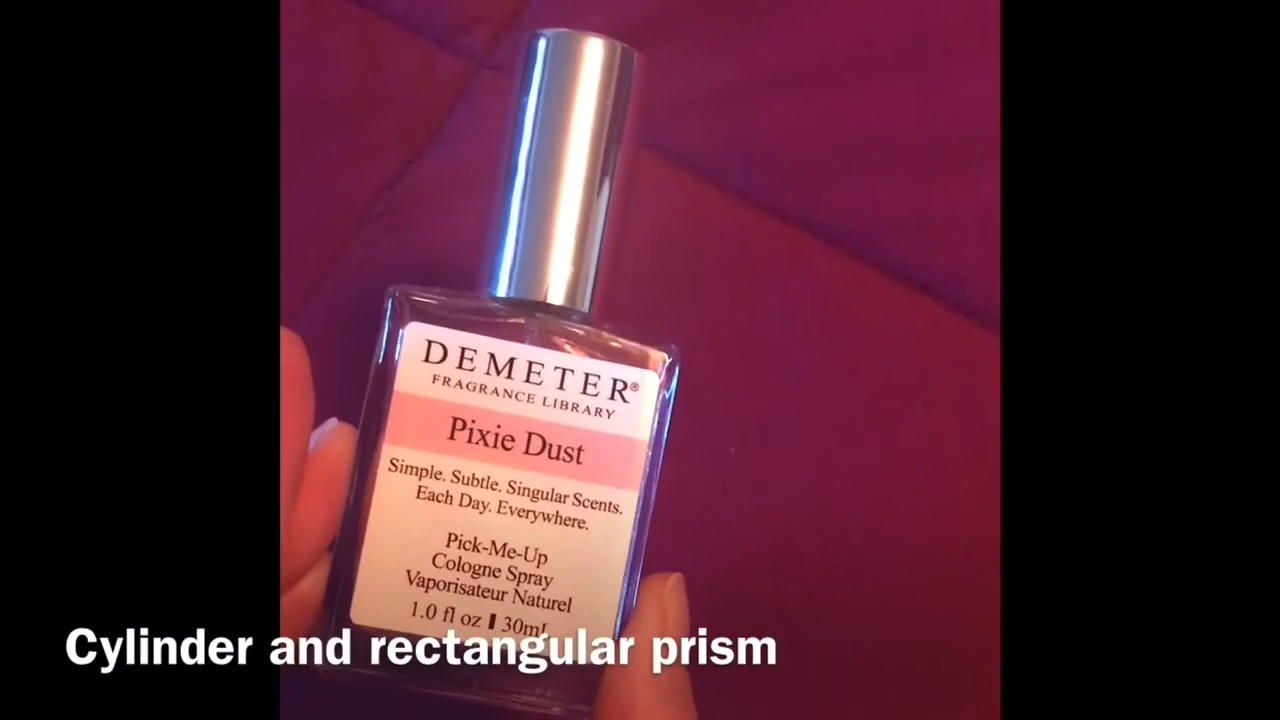 DEMETER®
FRAGRANCE LIBRARY
Pixie Dust
Simple. Subtle. Singular Scents.
Each Day. Everywhere.
Pick-Me-Up
Cologne Spray
Vaporisateur Naturel
1.0 fl oz ▮ 30mL
Cylinder and rectangular prism